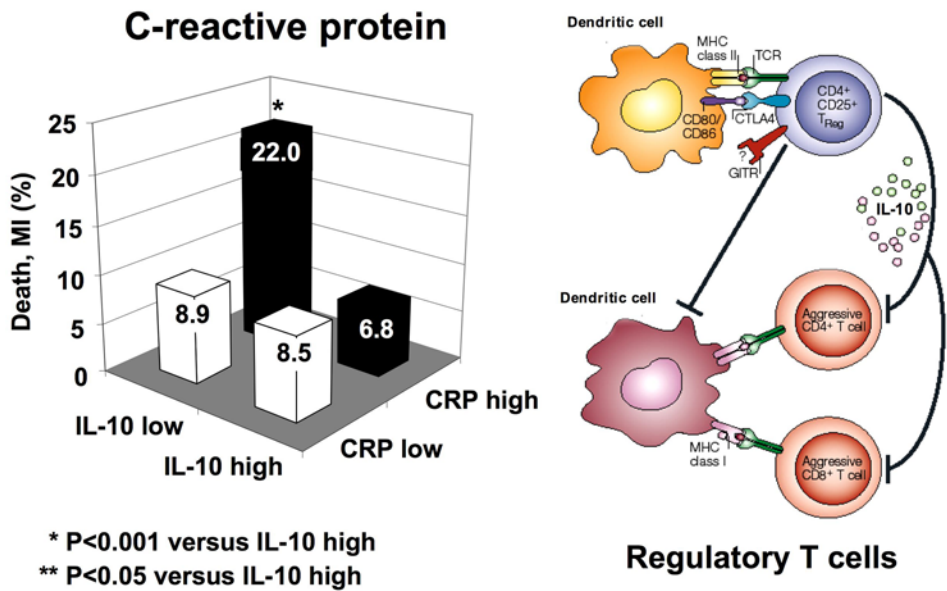 C-reactive protein
Death, MI (%)
25
20
15
10
5
0
*
22.0
8.9
8.5
6.8
IL-10 low
IL-10 high
CRP low
CRP high
* P<0.001 versus IL-10 high
** P<0.05 versus IL-10 high
Dendritic cell
MHC
class II
TCR
CD80/
CD86
CTLA4
?
GITR
CD4+
CD25+
TReg
IL-10
Dendritic cell
Aggressive
CD4+ T cell
MHC
class I
Aggressive
CD8+ T cell
Regulatory T cells